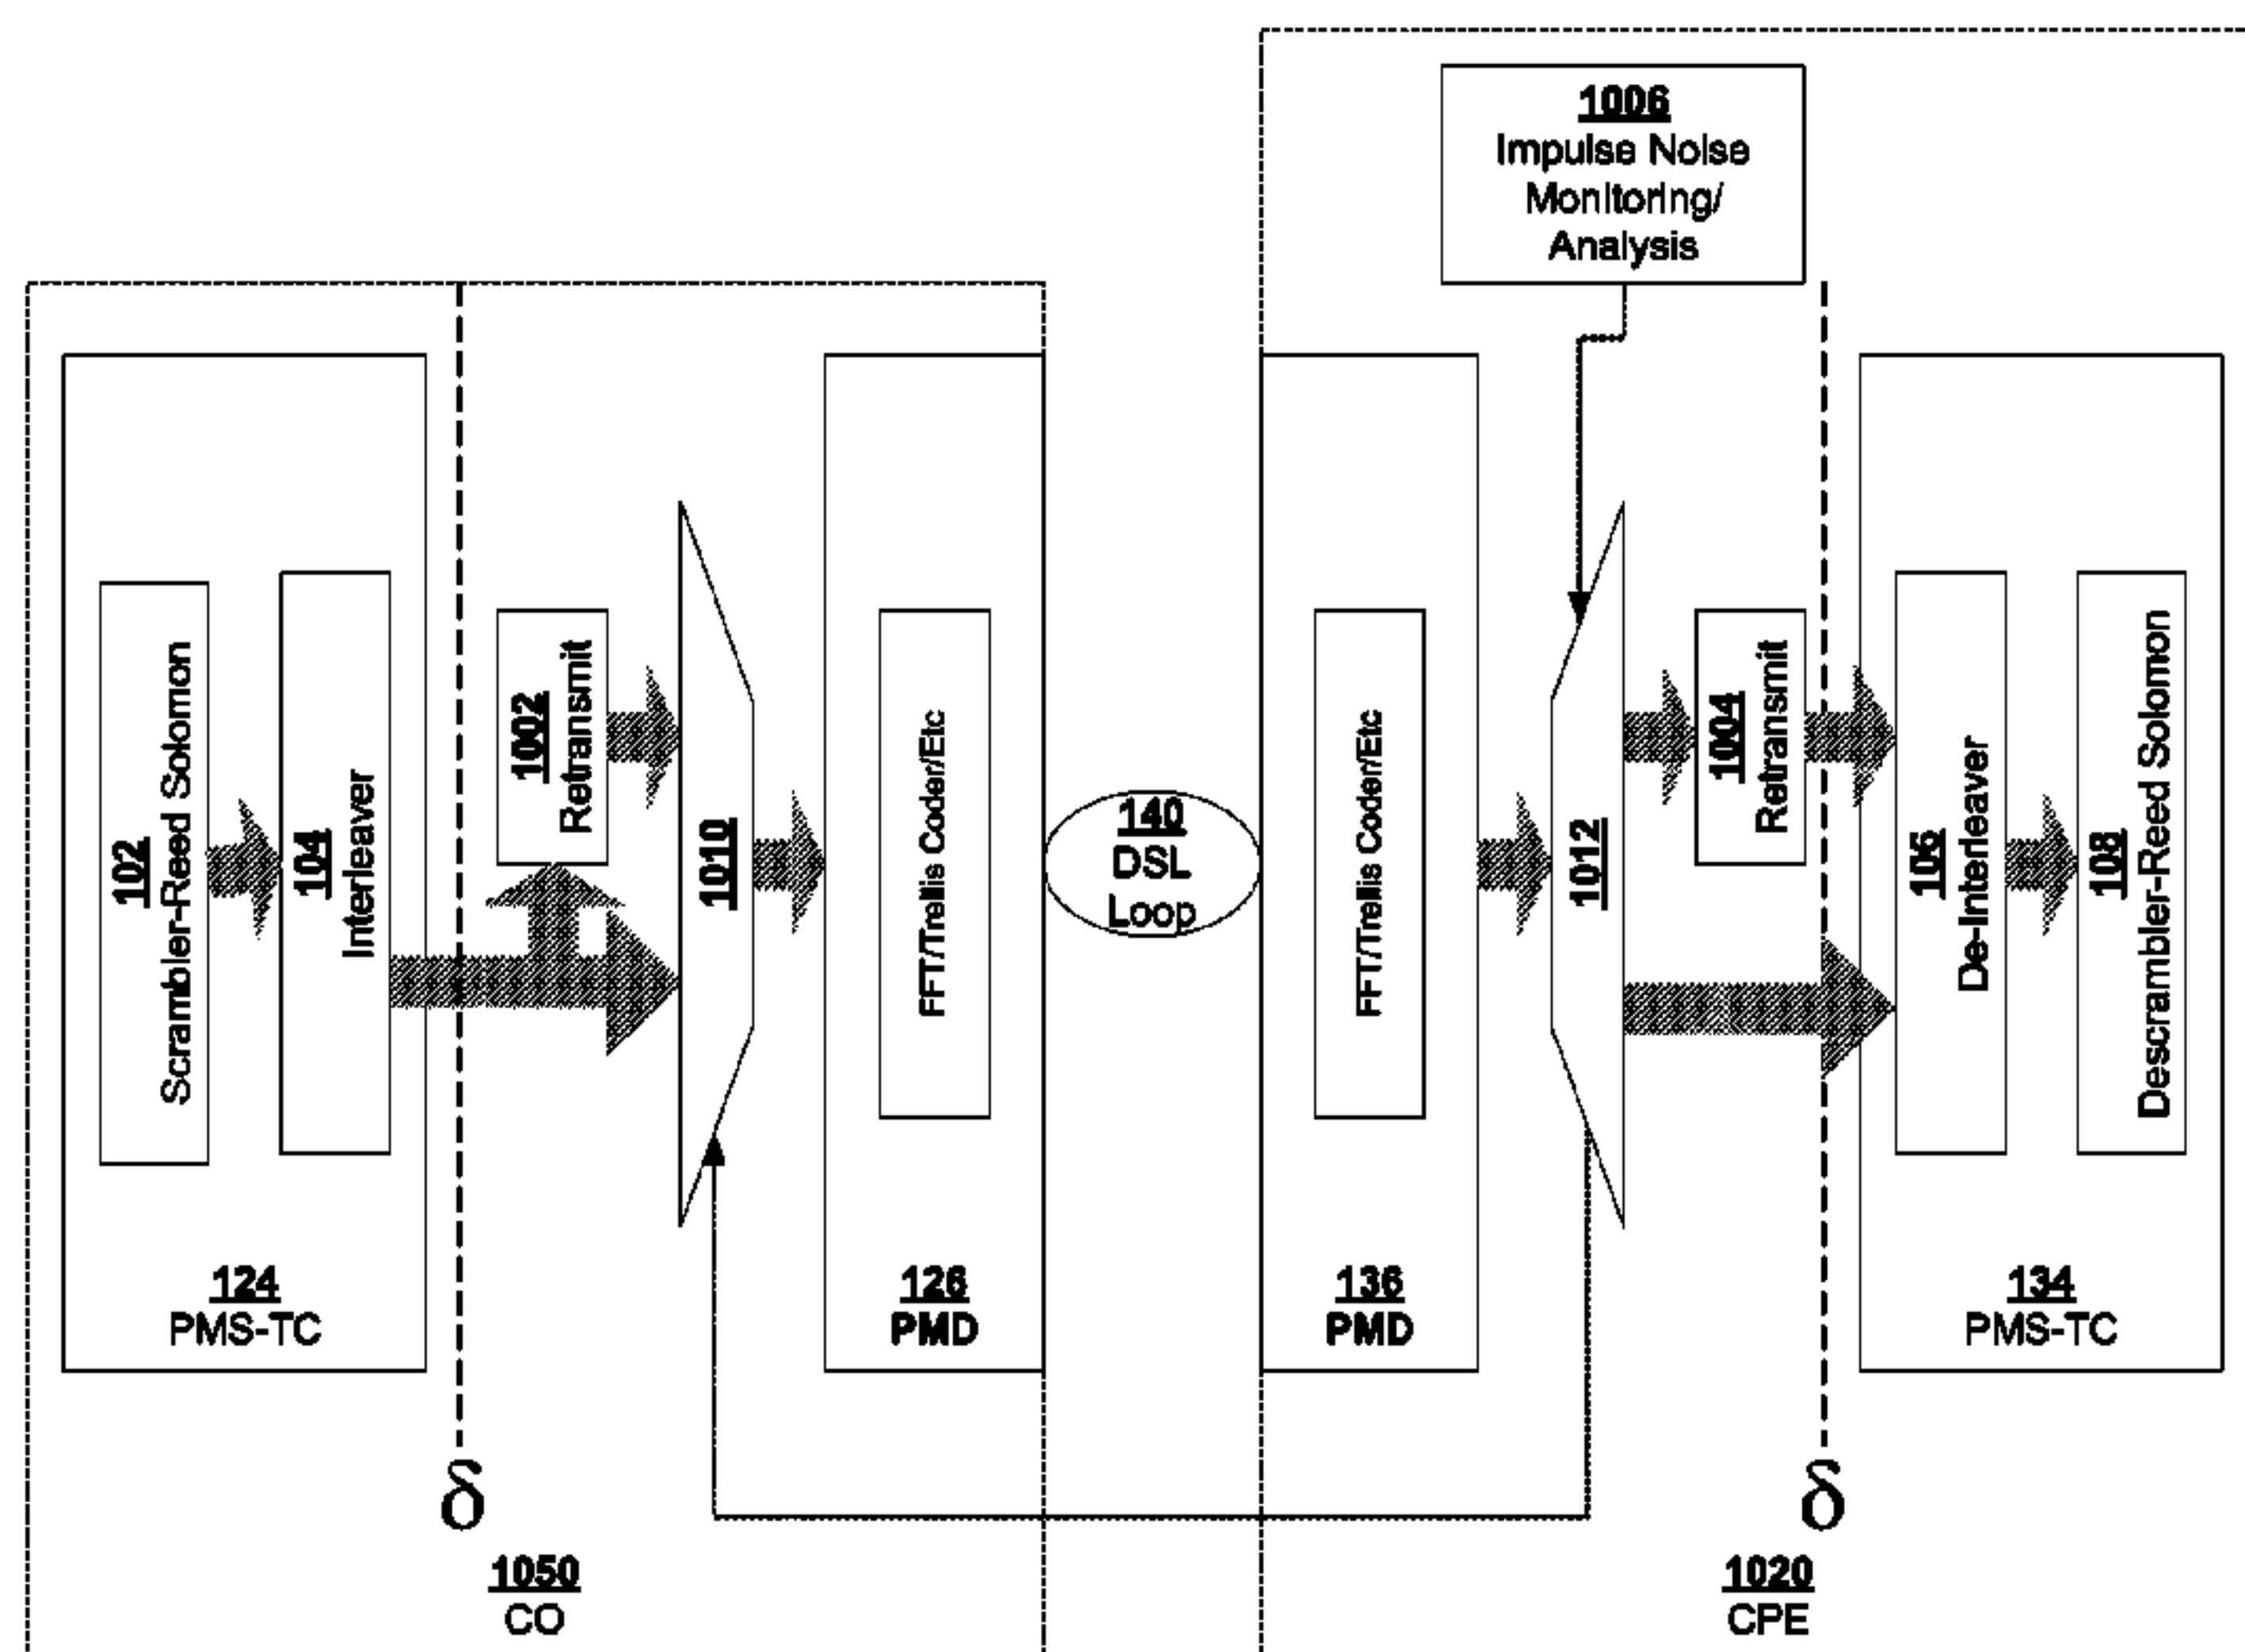 1006
Impulse Noise
Monitoring/
Analysis
102
Scrambler-Reed Solomon
104
Interleaver
1002
Retransmit
1010
FFT/Trellis Coder/Etc
140
DSL
Loop
FFT/Trellis Coder/Etc
1012
1004
Retransmit
106
De-Interleaver
108
Descrambler-Reed Solomon
124
PMS-TC
126
PMD
136
PMD
134
PMS-TC
δ
δ
1050
CO
1020
CPE